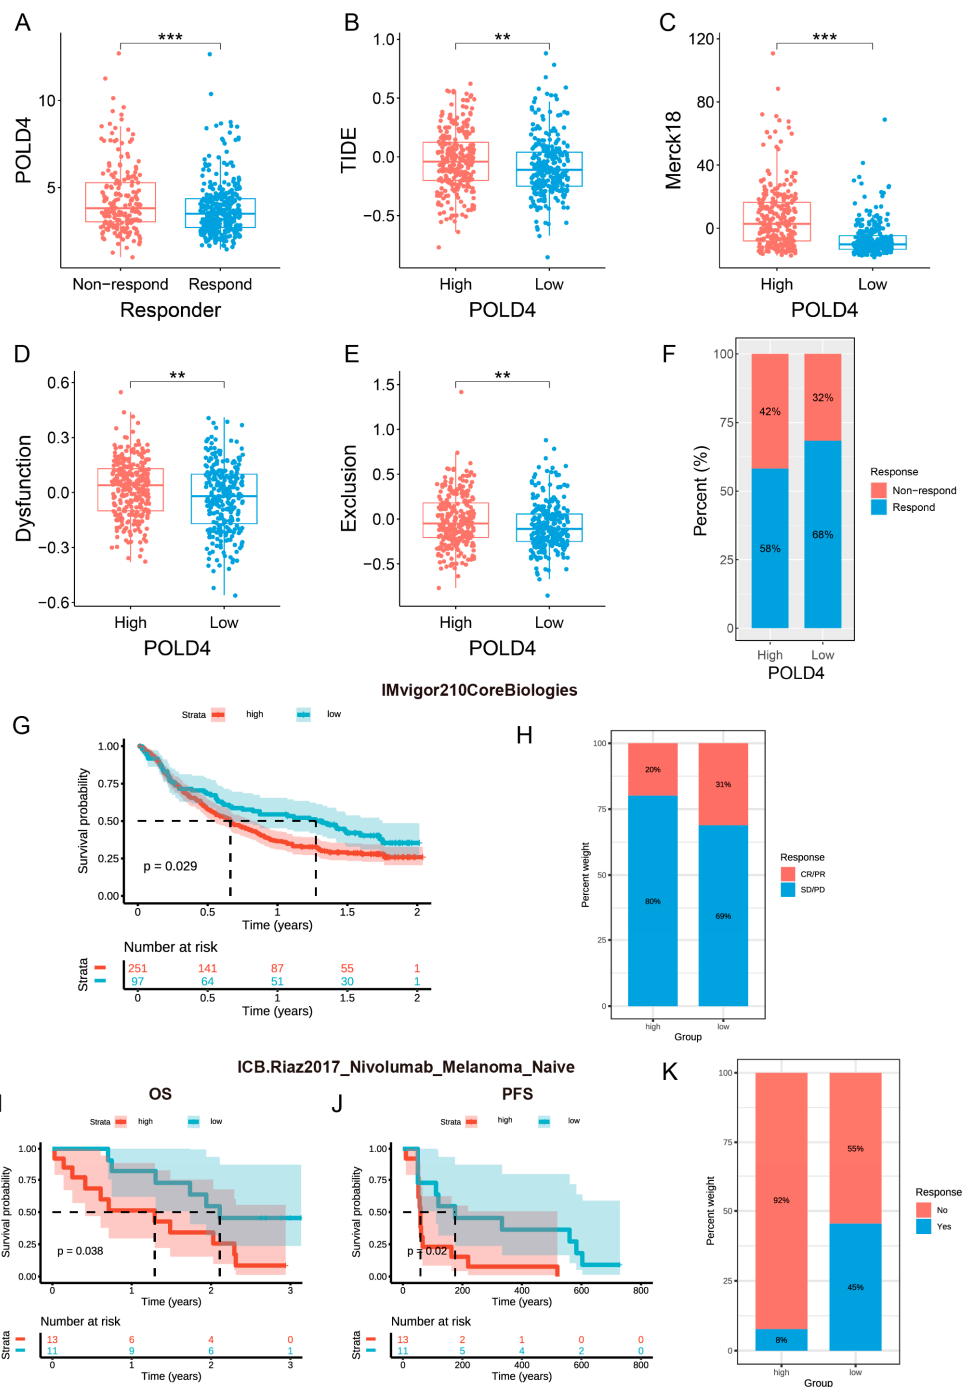 A
***
POLD4
10
5
Non−respond Respond
Responder
B
**
TIDE
1.0
0.5
0.0
−0.5
High Low
POLD4
C
***
Merck18
120
80
40
0
High Low
POLD4
D
**
Dysfunction
0.6
0.3
0.0
−0.3
−0.6
High Low
POLD4
E
**
Exclusion
1.5
1.0
0.5
0.0
−0.5
High Low
POLD4
F
Percent (%)
100
75
50
25
0
42%
32%
58%
68%
High Low
POLD4
Response
Non−respond
Respond
IMvigor210CoreBiologies
G
Strata high low
Survival probability
1.00
0.75
0.50
0.25
0.00
p = 0.029
0 0.5 1 1.5 2
Time (years)
Number at risk
Strata
251 141 87 55 1
97 64 51 30 1
0 0.5 1 1.5 2
Time (years)
H
Percent weight
100
75
50
25
0
20%
31%
80%
69%
high low
Group
Response
CR/PR
SD/PD
ICB.Riaz2017_Nivolumab_Melanoma_Naive
I
OS
Strata high low
Survival probability
1.00
0.75
0.50
0.25
0.00
p = 0.038
0 1 2 3
Time (years)
Number at risk
Strata
13 6 4 0
11 9 6 1
0 1 2 3
Time (years)
J
PFS
Strata high low
Survival probability
1.00
0.75
0.50
0.25
0.00
p = 0.02
0 200 400 600 800
Time (years)
Number at risk
Strata
13 2 1 0 0
11 5 4 2 0
0 200 400 600 800
Time (years)
K
Percent weight
100
75
50
25
0
92%
55%
8%
45%
high low
Group
Response
No
Yes